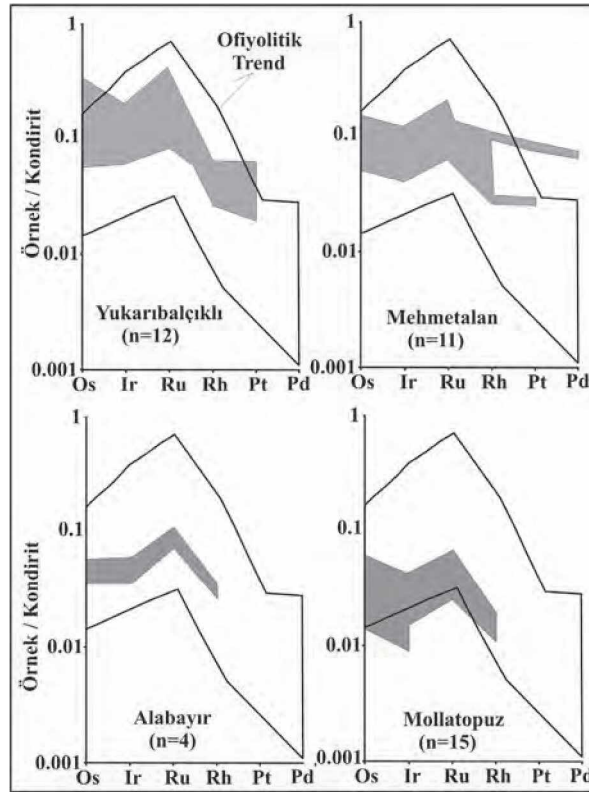 Örnek / Kondirit
1
0.1
0.01
0.001
Ofiyolitik
Trend
Yukarıbalçıklı
(n=12)
Os Ir Ru Rh Pt Pd
1
0.1
0.01
0.001
Mehmetalan
(n=11)
Os Ir Ru Rh Pt Pd
Örnek / Kondirit
1
0.1
0.01
0.001
Alabayır
(n=4)
Os Ir Ru Rh Pt Pd
1
0.1
0.01
0.001
Mollatopuz
(n=15)
Os Ir Ru Rh Pt Pd